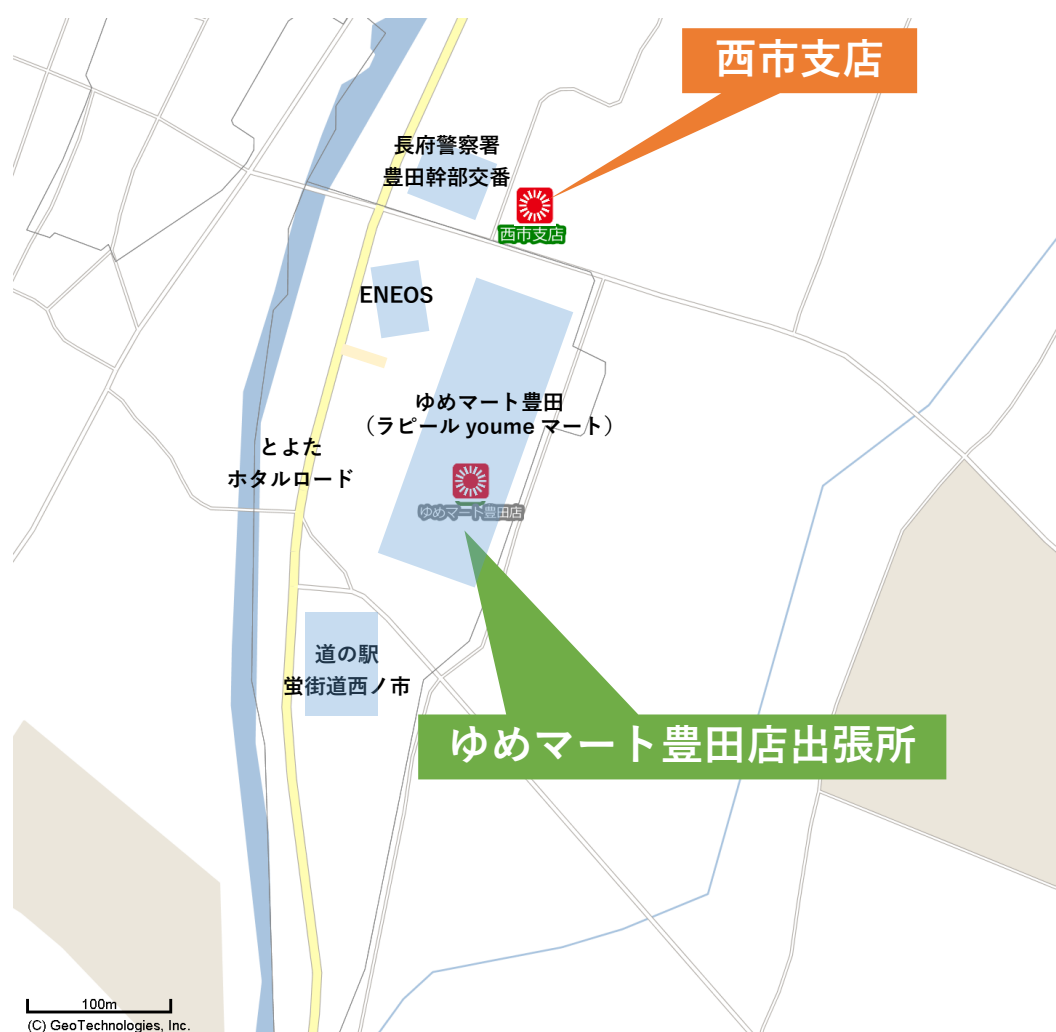 西市支店
長府警察署
豊田幹部交番
西市支店
ENEOS
ゆめマート豊田
（ラピール youme マート）
とよた
ホタルロード
ゆめマート豊田店
道の駅
蛍街道西ノ市
ゆめマート豊田店出張所
100m
(C) GeoTechnologies, Inc.